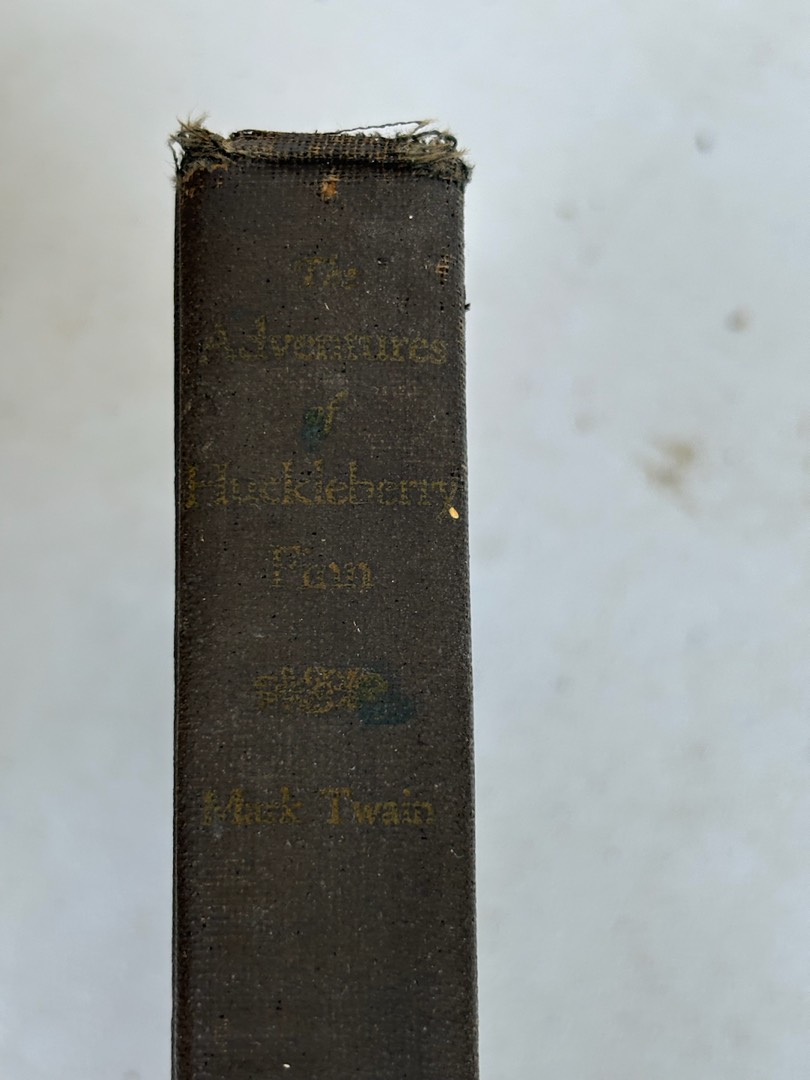 The
Adventures
of
Huckleberry
Finn
Mark Twain